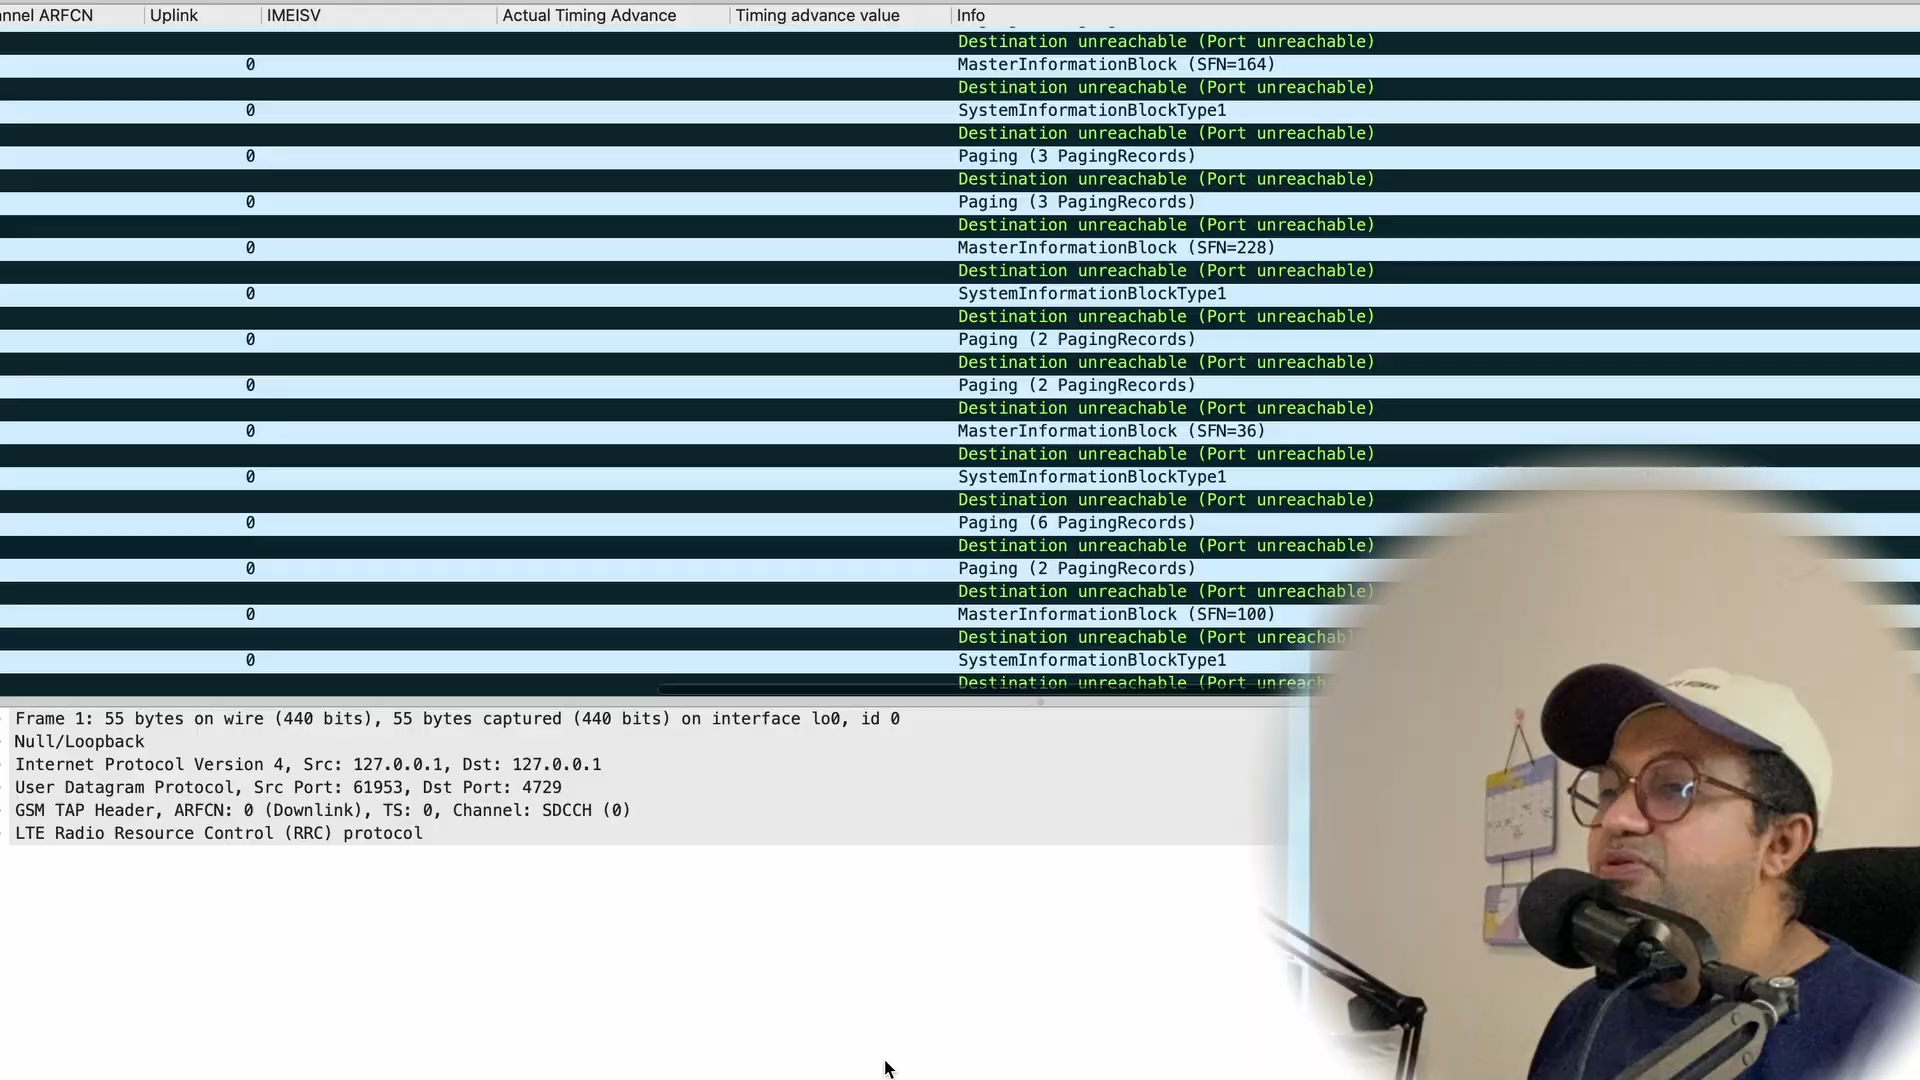 nnel ARFCN Uplink IMEISV Actual Timing Advance Timing advance value Info
Destination unreachable (Port unreachable)
0 MasterInformationBlock (SFN=164)
Destination unreachable (Port unreachable)
0 SystemInformationBlockType1
Destination unreachable (Port unreachable)
0 Paging (3 PagingRecords)
Destination unreachable (Port unreachable)
0 Paging (3 PagingRecords)
Destination unreachable (Port unreachable)
0 MasterInformationBlock (SFN=228)
Destination unreachable (Port unreachable)
0 SystemInformationBlockType1
Destination unreachable (Port unreachable)
0 Paging (2 PagingRecords)
Destination unreachable (Port unreachable)
0 Paging (2 PagingRecords)
Destination unreachable (Port unreachable)
0 MasterInformationBlock (SFN=36)
Destination unreachable (Port unreachable)
0 SystemInformationBlockType1
Destination unreachable (Port unreachable)
0 Paging (6 PagingRecords)
Destination unreachable (Port unreachable)
0 Paging (2 PagingRecords)
Destination unreachable (Port unreachable)
0 MasterInformationBlock (SFN=100)
Destination unreachable (Port unreachabl
0 SystemInformationBlockType1
Destination unreachable (Port unreacha
Frame 1: 55 bytes on wire (440 bits), 55 bytes captured (440 bits) on interface lo0, id 0
Null/Loopback
Internet Protocol Version 4, Src: 127.0.0.1, Dst: 127.0.0.1
User Datagram Protocol, Src Port: 61953, Dst Port: 4729
GSM TAP Header, ARFCN: 0 (Downlink), TS: 0, Channel: SDCCH (0)
LTE Radio Resource Control (RRC) protocol